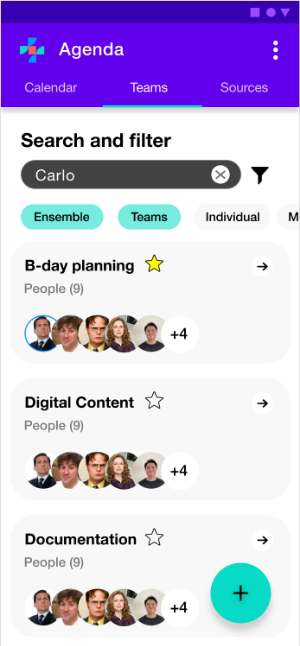 Agenda
Calendar Teams Sources
Search and filter
Carlo
Ensemble Teams Individual M
B-day planning
People (9)
+4
Digital Content
People (9)
+4
Documentation
People (9)
+4